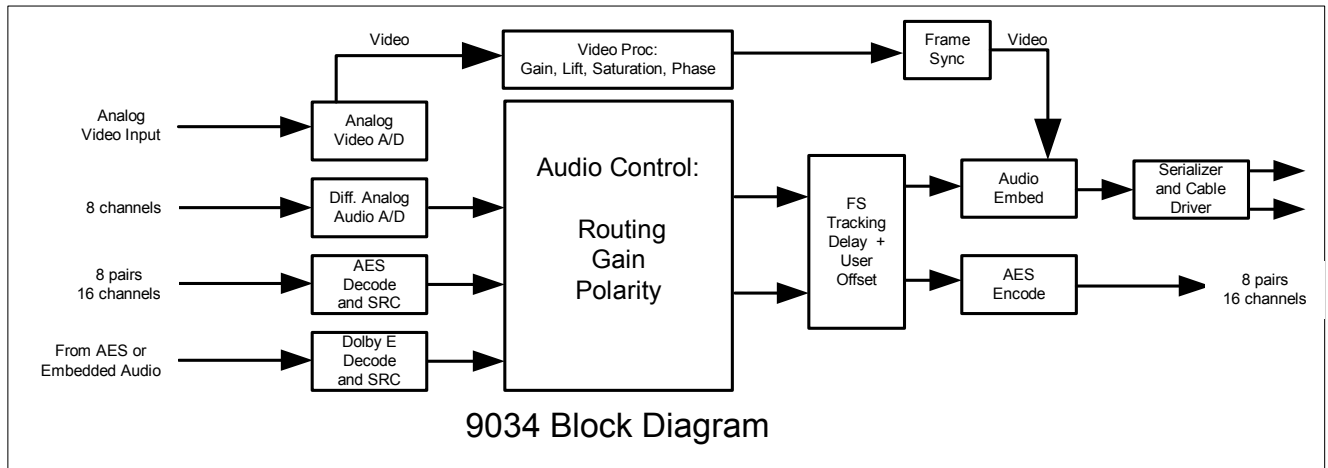 Video
Video Proc:
Gain, Lift, Saturation, Phase
Frame
Sync
Video
Analog
Video Input
Analog
Video A/D
8 channels
Diff. Analog
Audio A/D
8 pairs
16 channels
AES
Decode
and SRC
From AES or
Embedded Audio
Dolby E
Decode
and SRC
Audio Control:
Routing
Gain
Polarity
FS
Tracking
Delay +
User
Offset
Audio
Embed
Serializer
and Cable
Driver
AES
Encode
8 pairs
16 channels
9034 Block Diagram